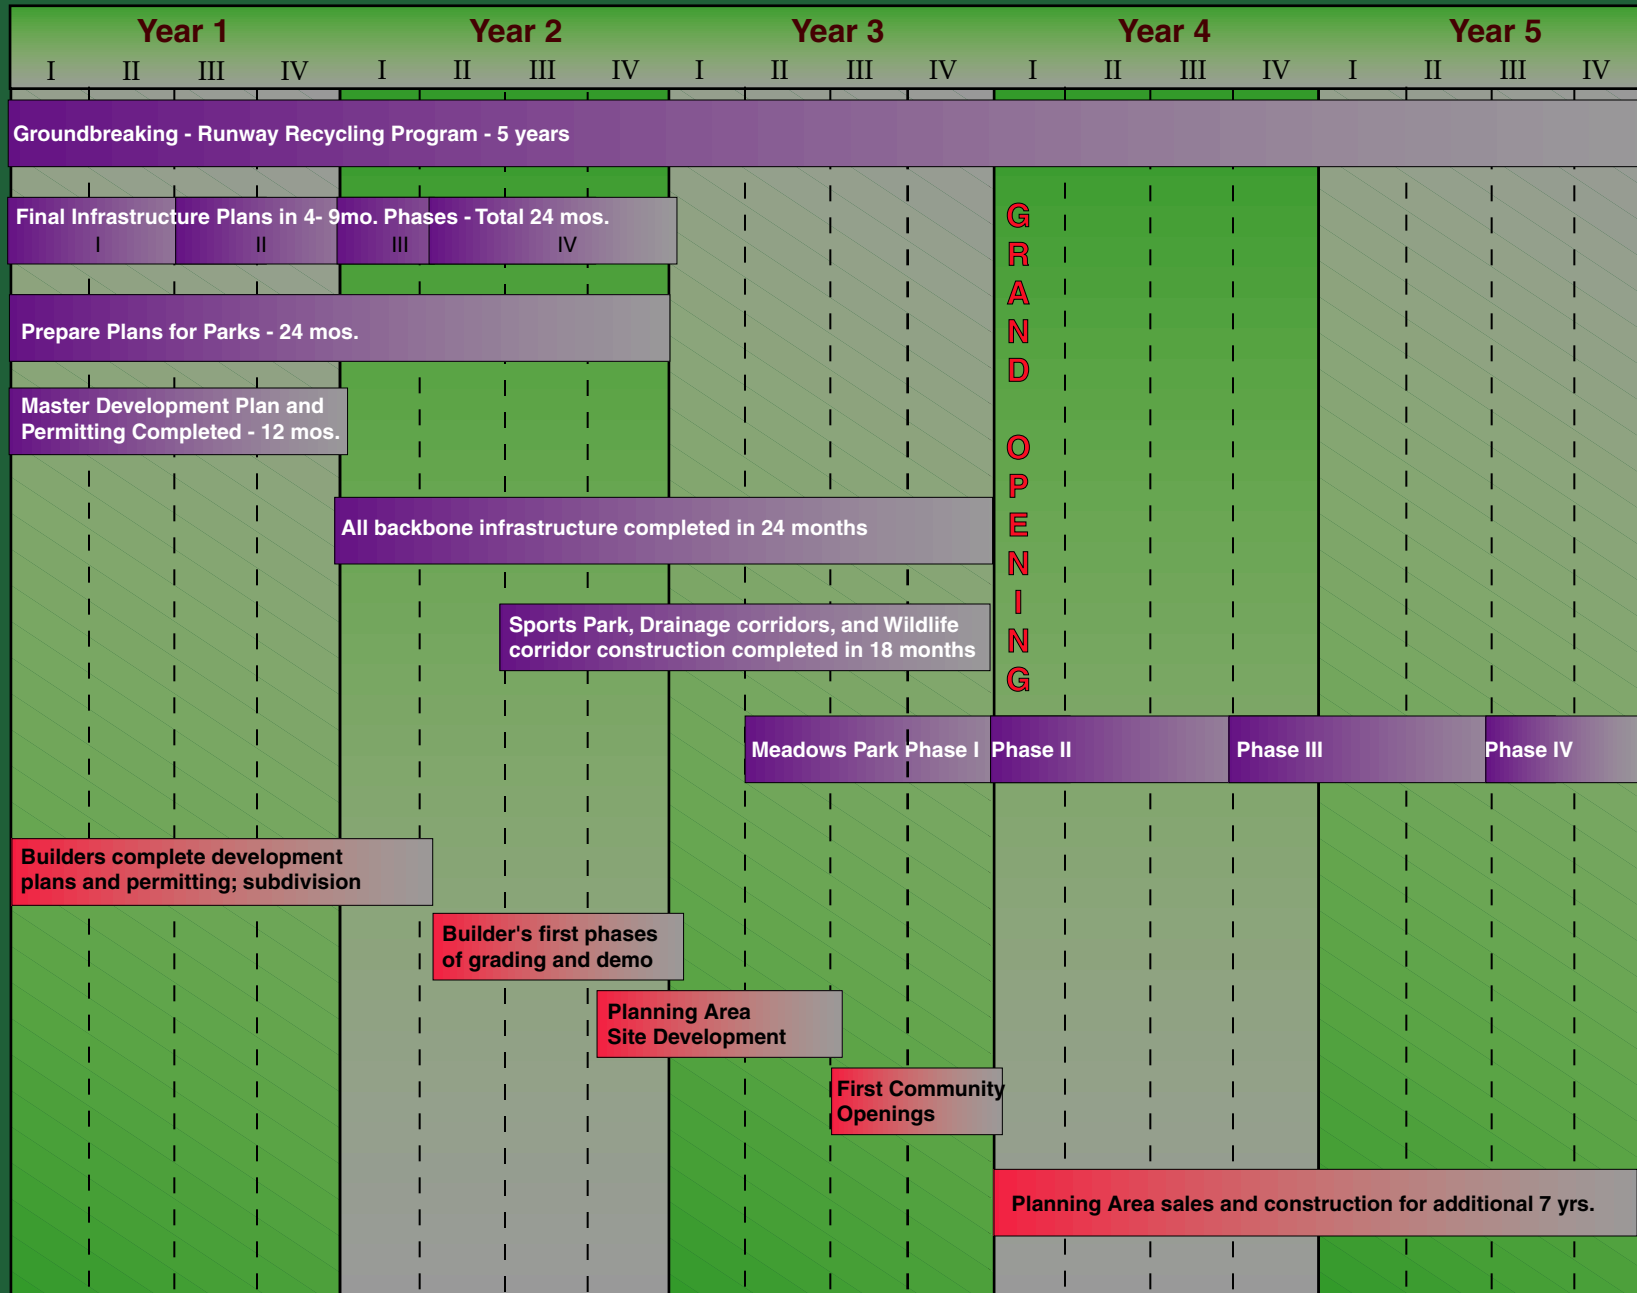 Year 1 Year 2 Year 3 Year 4 Year 5
I II III IV I II III IV I II III IV I II III IV I II III IV
Groundbreaking - Runway Recycling Program - 5 years
Final Infrastructure Plans in 4- 9mo. Phases - Total 24 mos.
I II III IV
Prepare Plans for Parks - 24 mos.
Master Development Plan and
Permitting Completed - 12 mos.
All backbone infrastructure completed in 24 months
Sports Park, Drainage corridors, and Wildlife
corridor construction completed in 18 months
GRAND OPENING
Meadows Park Phase I Phase II Phase III Phase IV
Builders complete development
plans and permitting; subdivision
Builder's first phases
of grading and demo
Planning Area
Site Development
First Community
Openings
Planning Area sales and construction for additional 7 yrs.